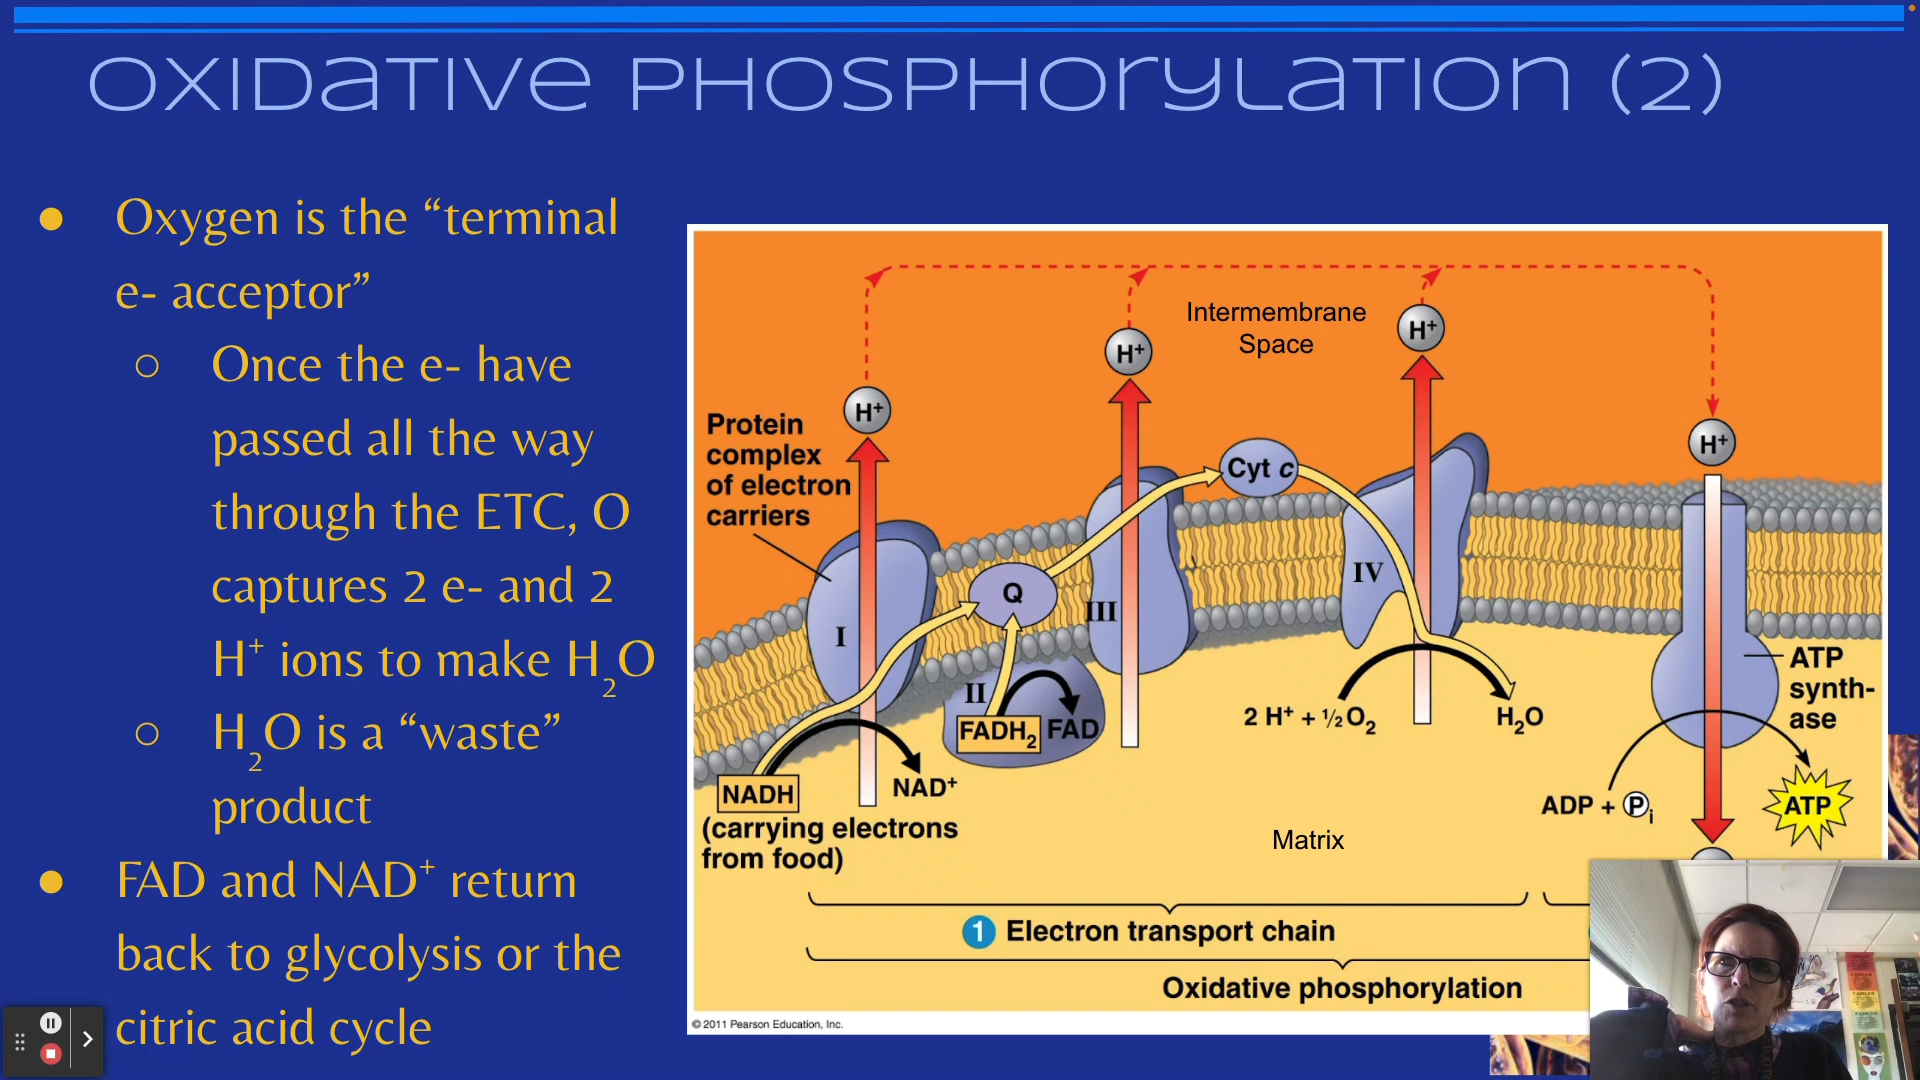 Oxidative Phosphorylation (2)
● Oxygen is the “terminal
e- acceptor”
○ Once the e- have
passed all the way
through the ETC, O
captures 2 e- and 2
H⁺ ions to make H₂O
○ H₂O is a “waste”
product
● FAD and NAD⁺ return
back to glycolysis or the
citric acid cycle
Intermembrane
Space
H⁺
H⁺
H⁺
H⁺
Protein
complex
of electron
carriers
Cyt c
Q
I
II
III
IV
FADH₂ FAD
NADH
NAD⁺
(carrying electrons
from food)
2 H⁺ + ½ O₂
H₂O
ATP
synth-
ase
ADP + Pᵢ
ATP
Matrix
1 Electron transport chain
Oxidative phosphorylation
© 2011 Pearson Education, Inc.